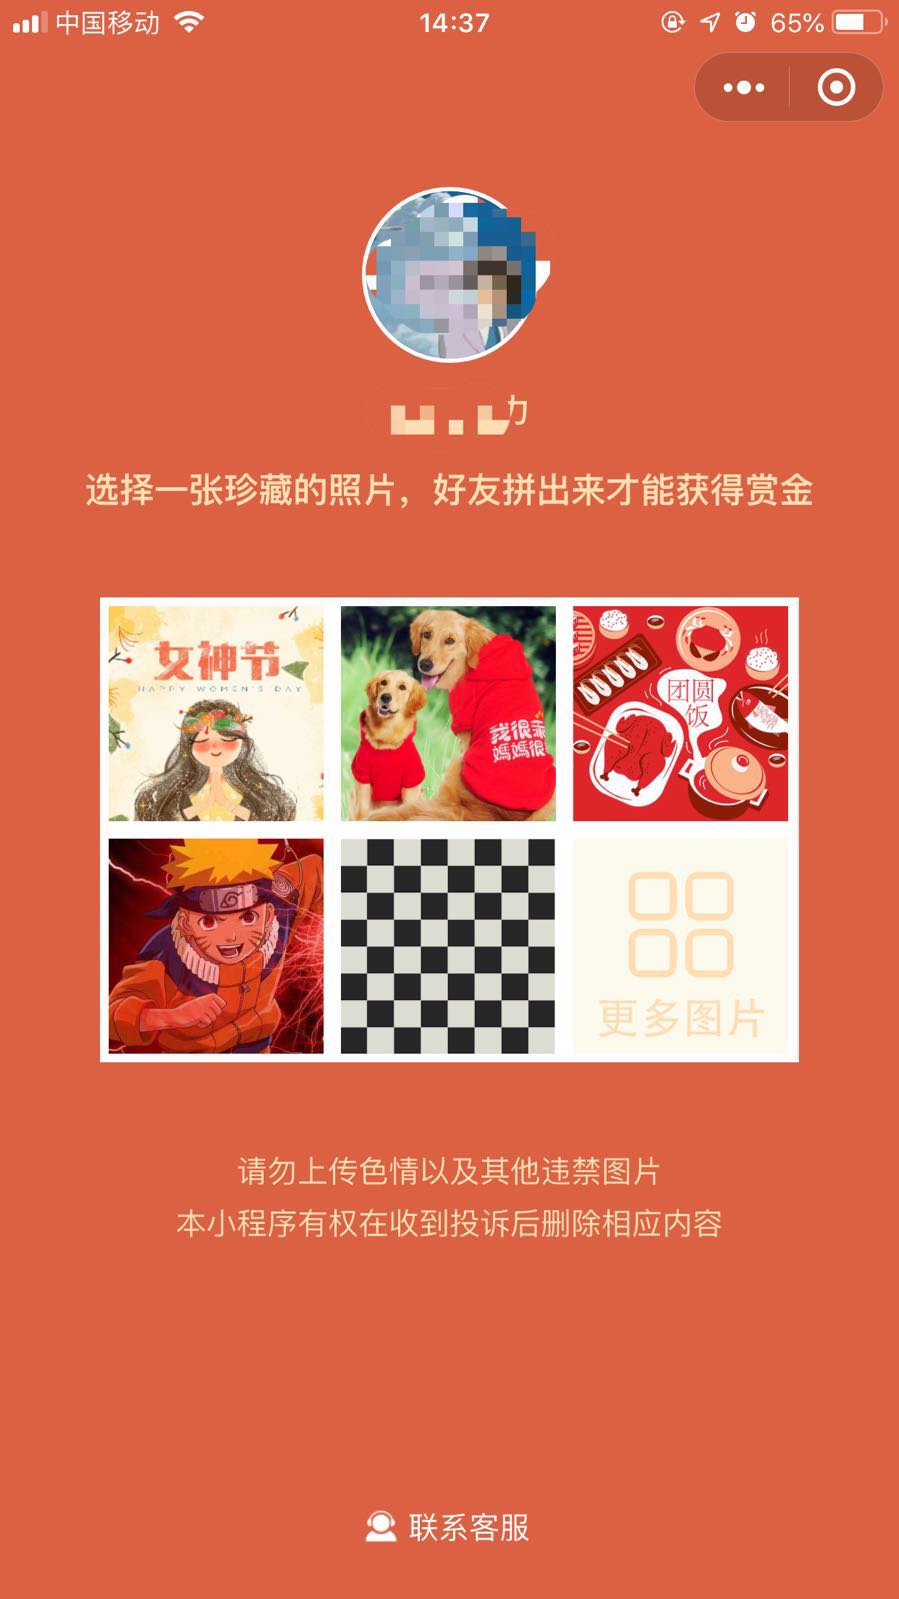 中国移动
14:37
65%
选择一张珍藏的照片，好友拼出来才能获得赏金
女神节
HAPPY WOMEN'S DAY
我很乖
媽媽很
团圆
饭
更多图片
请勿上传色情以及其他违禁图片
本小程序有权在收到投诉后删除相应内容
联系客服